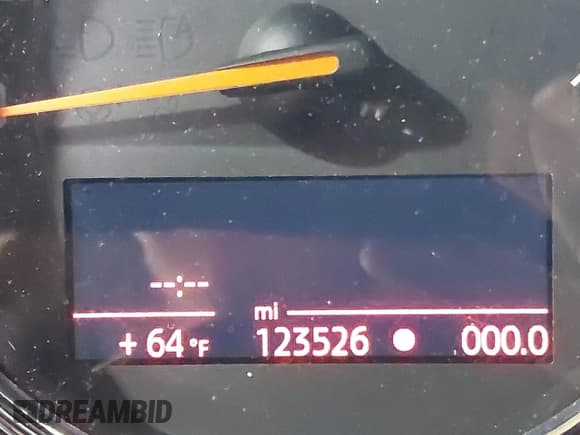 --:--
mi
+ 64 °F 123526 ● 000.0
DREAMBID